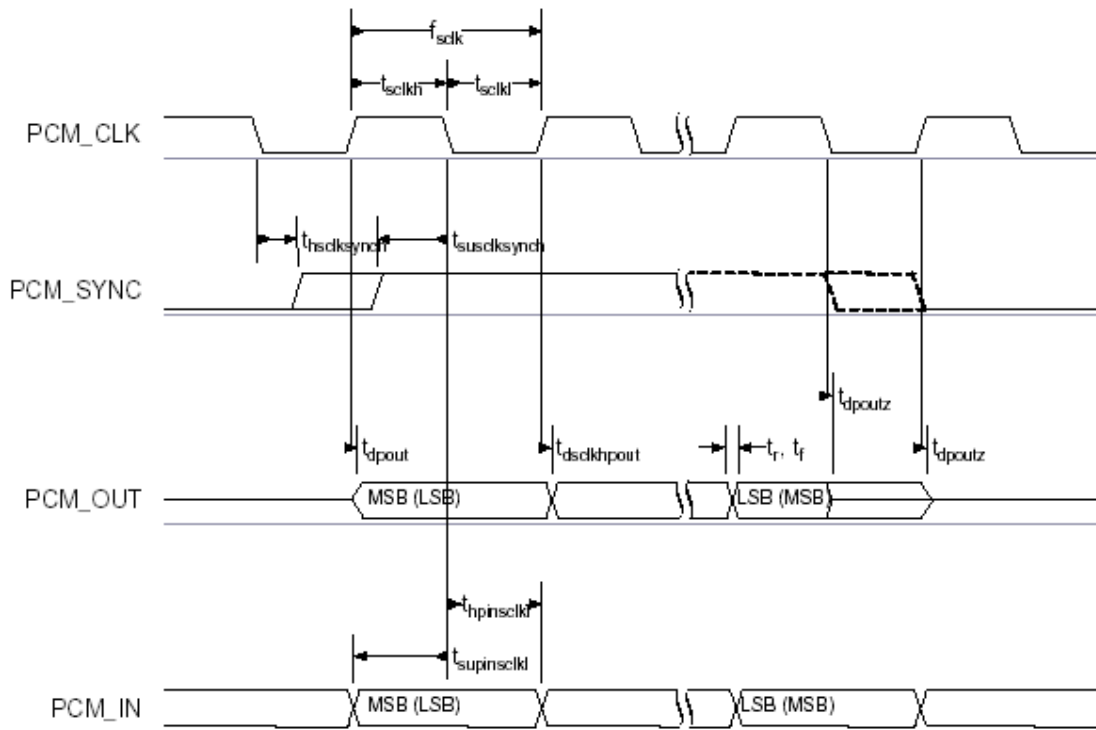 fsclk
tsclkh
tsclkl
PCM_CLK
thsclksynch
tsusclksynch
PCM_SYNC
tdpoutz
tdpout
tdsclkhpout
tr, tf
tdpoutz
PCM_OUT
MSB (LSB)
LSB (MSB)
thpinsclkl
tsupinsclkl
PCM_IN
MSB (LSB)
LSB (MSB)